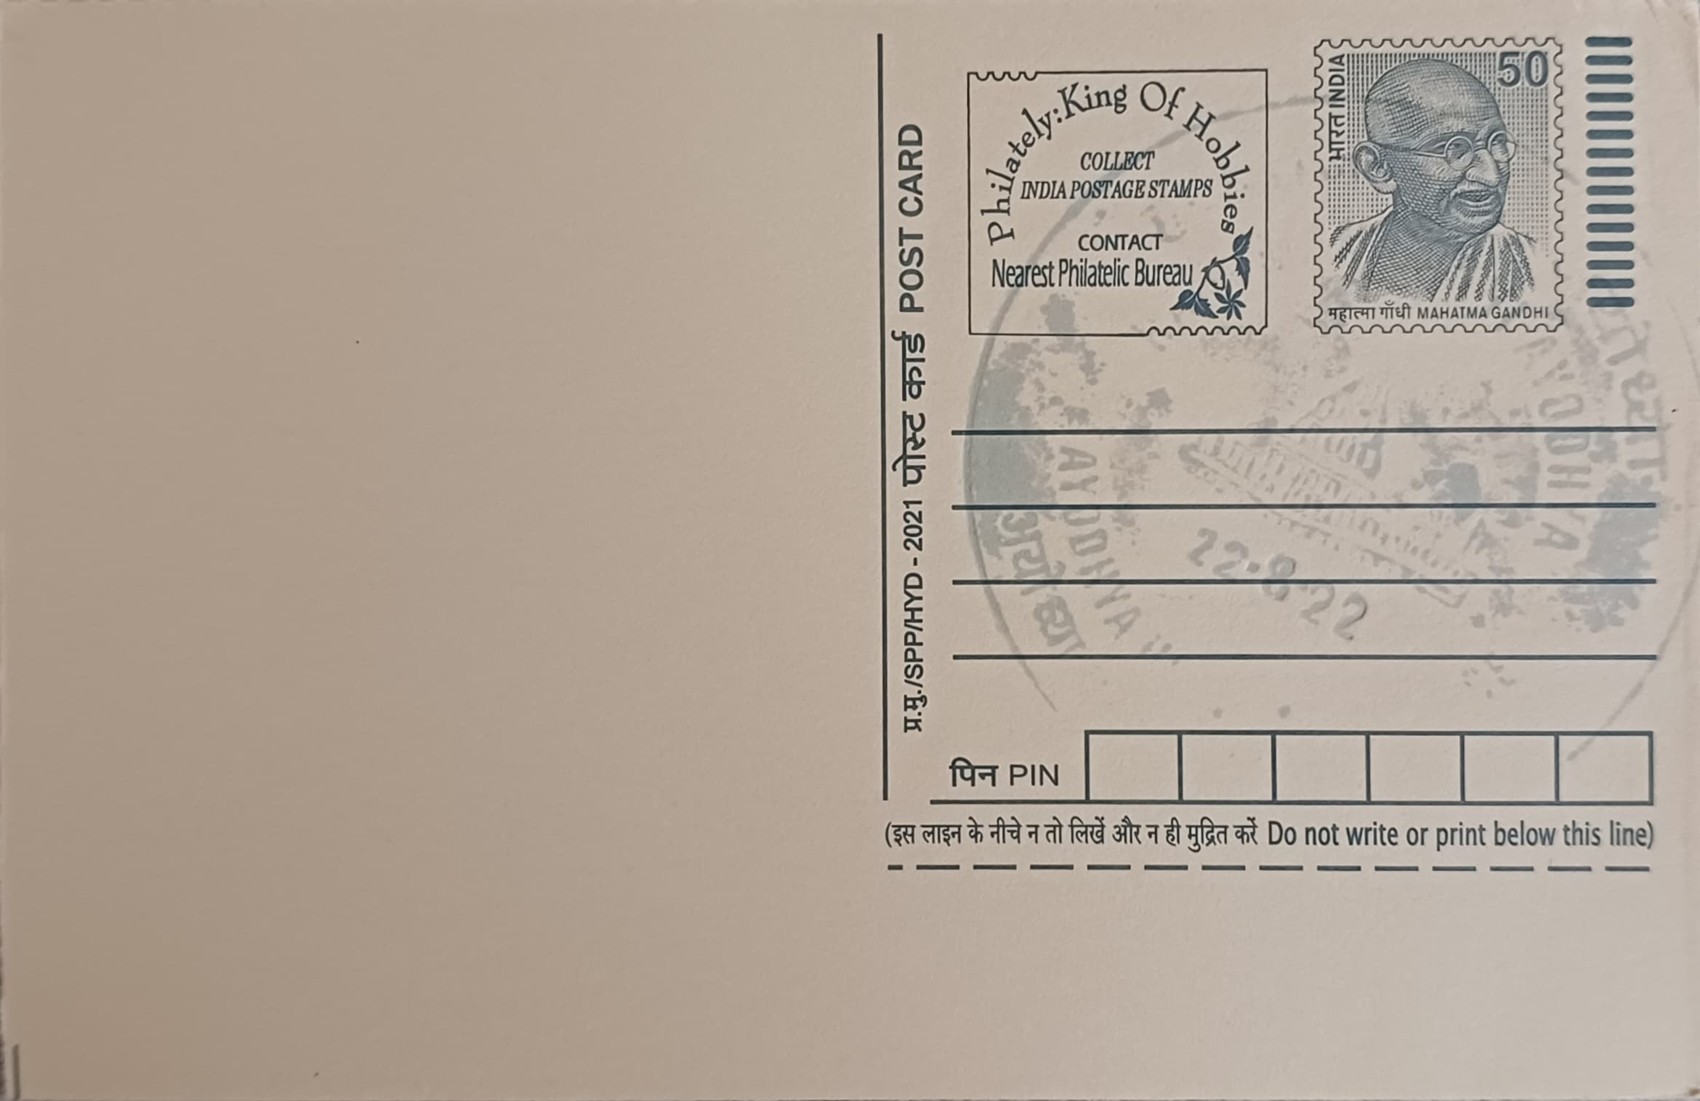 Philately:King Of Hobbies
COLLECT
INDIA POSTAGE STAMPS
CONTACT
Nearest Philatelic Bureau
50
भारत INDIA
महात्मा गाँधी MAHATMA GANDHI
प्र.मु./SPP/HYD - 2021 पोस्ट कार्ड POST CARD
अयोध्या
AYODHYA
AYODHYA
22-8-22
पिन PIN
(इस लाइन के नीचे न तो लिखें और न ही मुद्रित करें Do not write or print below this line)